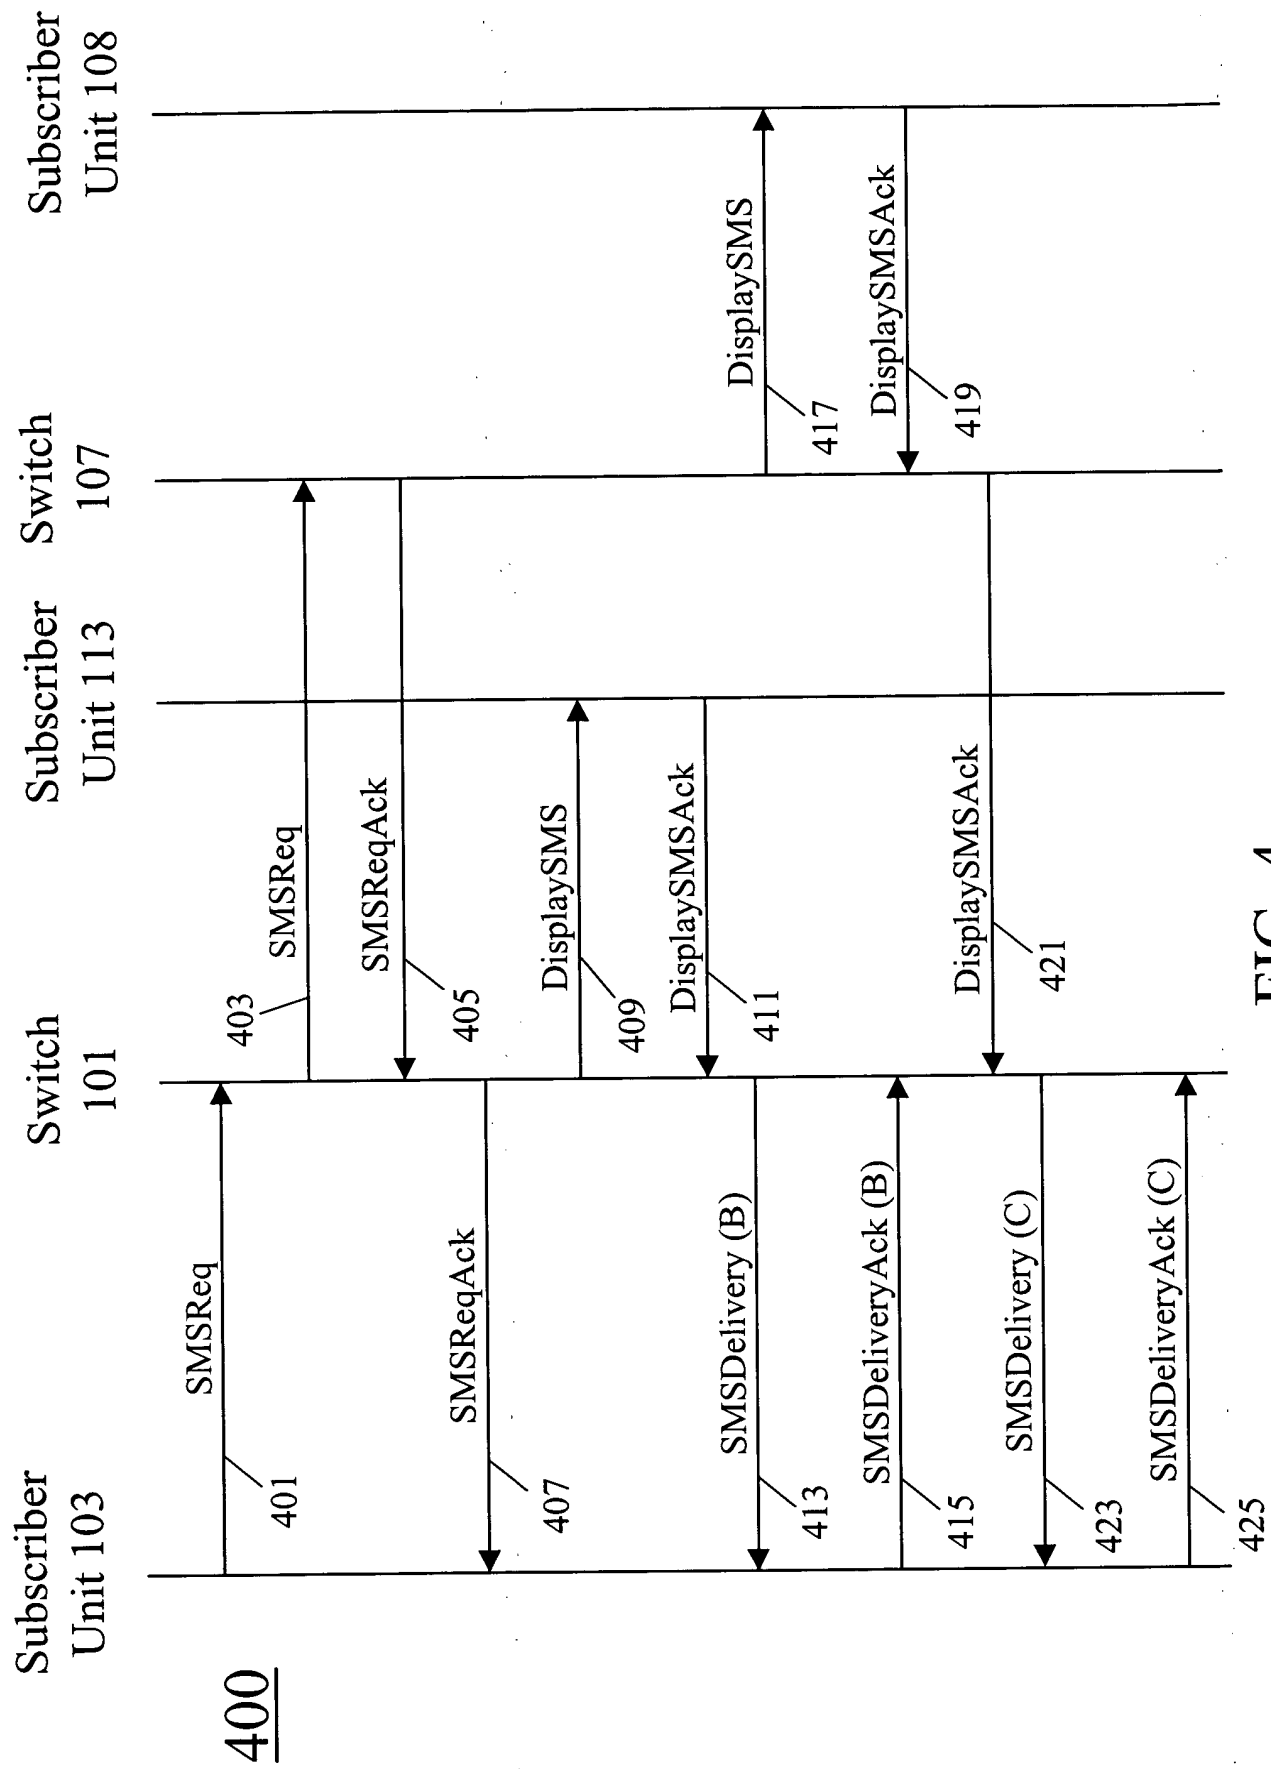 400
Subscriber
Unit 103
Switch
101
Subscriber
Unit 113
Switch
107
Subscriber
Unit 108
SMSReq
401
SMSReq
403
SMSReqAck
405
SMSReqAck
407
DisplaySMS
409
DisplaySMSAck
411
SMSDelivery (B)
413
DisplaySMS
417
SMSDeliveryAck (B)
415
DisplaySMSAck
419
DisplaySMSAck
421
SMSDelivery (C)
423
SMSDeliveryAck (C)
425